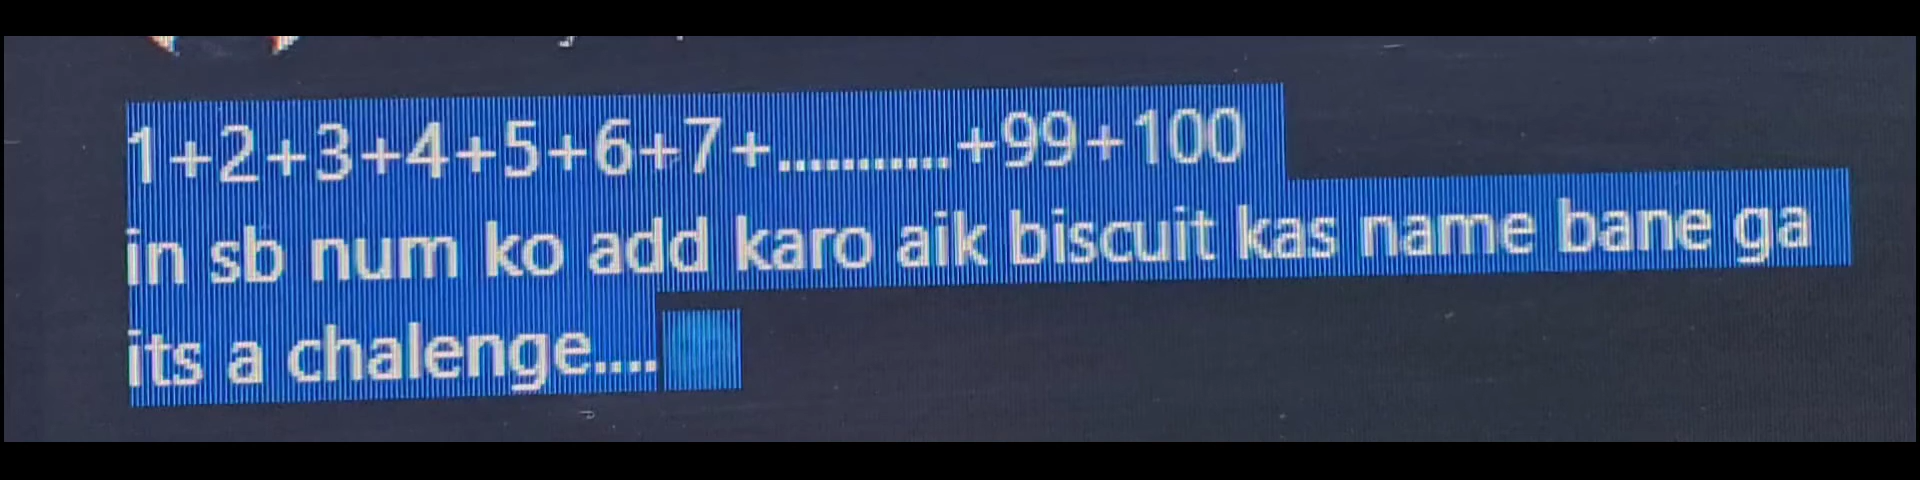 1+2+3+4+5+6+7+...........+99+100
in sb num ko add karo aik biscuit kas name bane ga
its a chalenge....